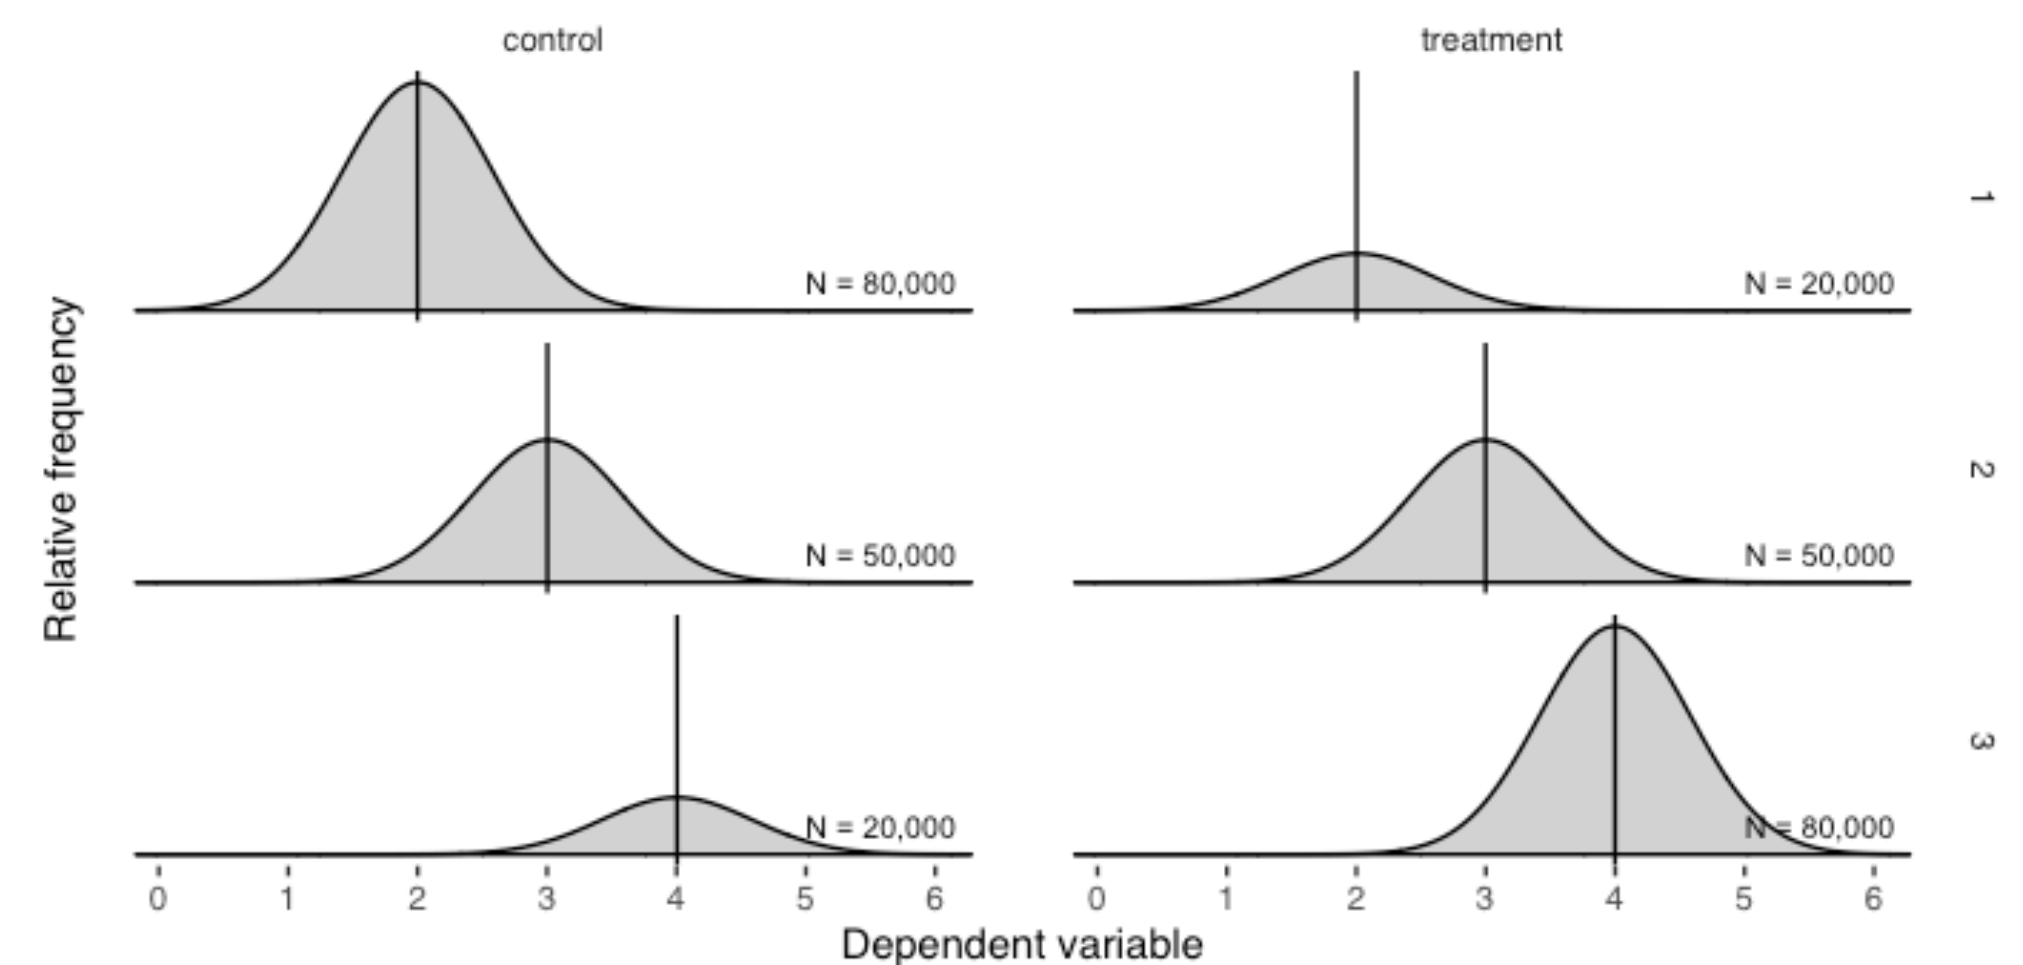 control
treatment
N = 80,000
N = 20,000
1
Relative frequency
N = 50,000
N = 50,000
2
N = 20,000
N = 80,000
3
0 1 2 3 4 5 6
0 1 2 3 4 5 6
Dependent variable